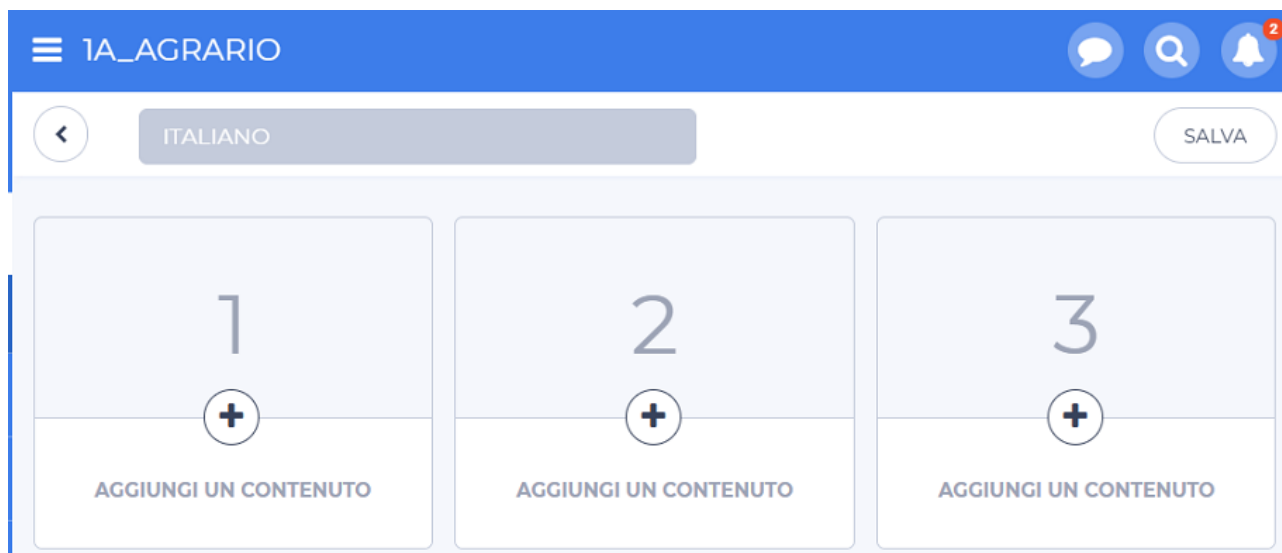 1A_AGRARIO
2
ITALIANO
SALVA
1
2
3
AGGIUNGI UN CONTENUTO
AGGIUNGI UN CONTENUTO
AGGIUNGI UN CONTENUTO